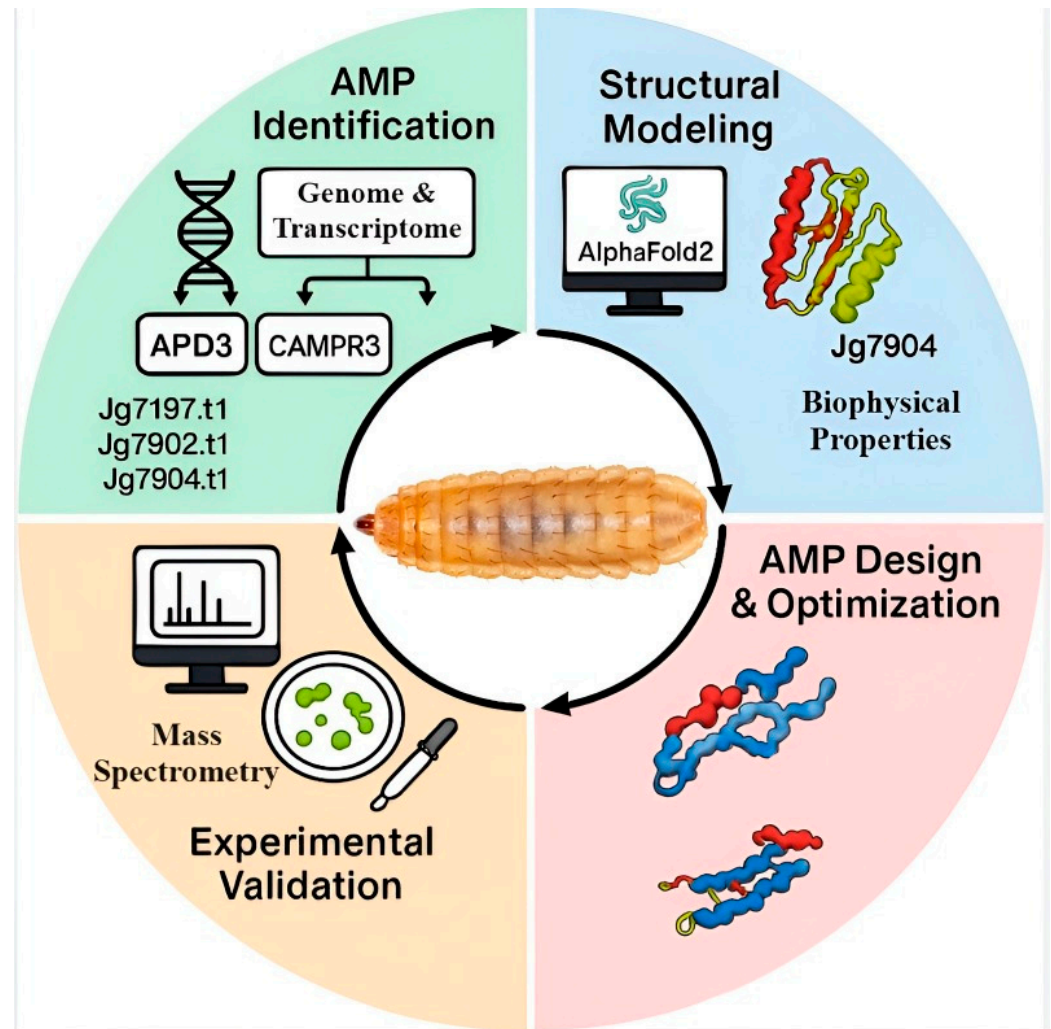 AMP
Identification
Genome &
Transcriptome
APD3
CAMPR3
Jg7197.t1
Jg7902.t1
Jg7904.t1
Structural
Modeling
AlphaFold2
Jg7904
Biophysical
Properties
AMP Design
& Optimization
Mass
Spectrometry
Experimental
Validation